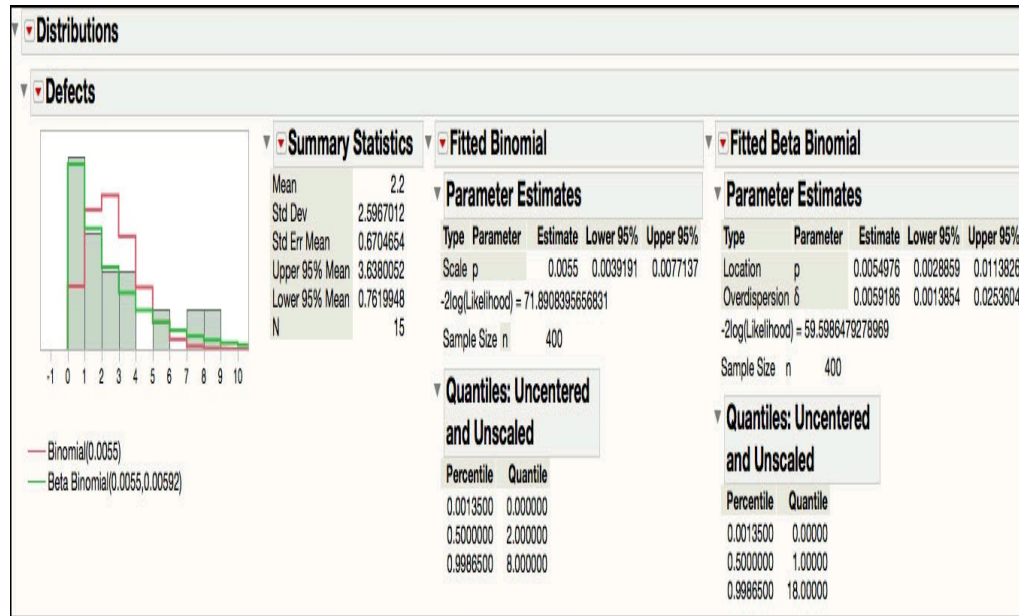 Distributions
Defects
-1 0 1 2 3 4 5 6 7 8 9 10
Binomial(0.0055)
Beta Binomial(0.0055,0.00592)
Summary Statistics
Mean 2.2
Std Dev 2.5967012
Std Err Mean 0.6704654
Upper 95% Mean 3.6380052
Lower 95% Mean 0.7619948
N 15
Fitted Binomial
Parameter Estimates
Type Parameter Estimate Lower 95% Upper 95%
Scale p 0.0055 0.0039191 0.0077137
-2log(Likelihood) = 71.8908395656831
Sample Size n 400
Quantiles: Uncentered
and Unscaled
Percentile Quantile
0.0013500 0.000000
0.5000000 2.000000
0.9986500 8.000000
Fitted Beta Binomial
Parameter Estimates
Type Parameter Estimate Lower 95% Upper 95%
Location p 0.0054976 0.0028859 0.0113826
Overdispersion δ 0.0059186 0.0013854 0.0253604
-2log(Likelihood) = 59.5986479278969
Sample Size n 400
Quantiles: Uncentered
and Unscaled
Percentile Quantile
0.0013500 0.00000
0.5000000 1.00000
0.9986500 18.00000